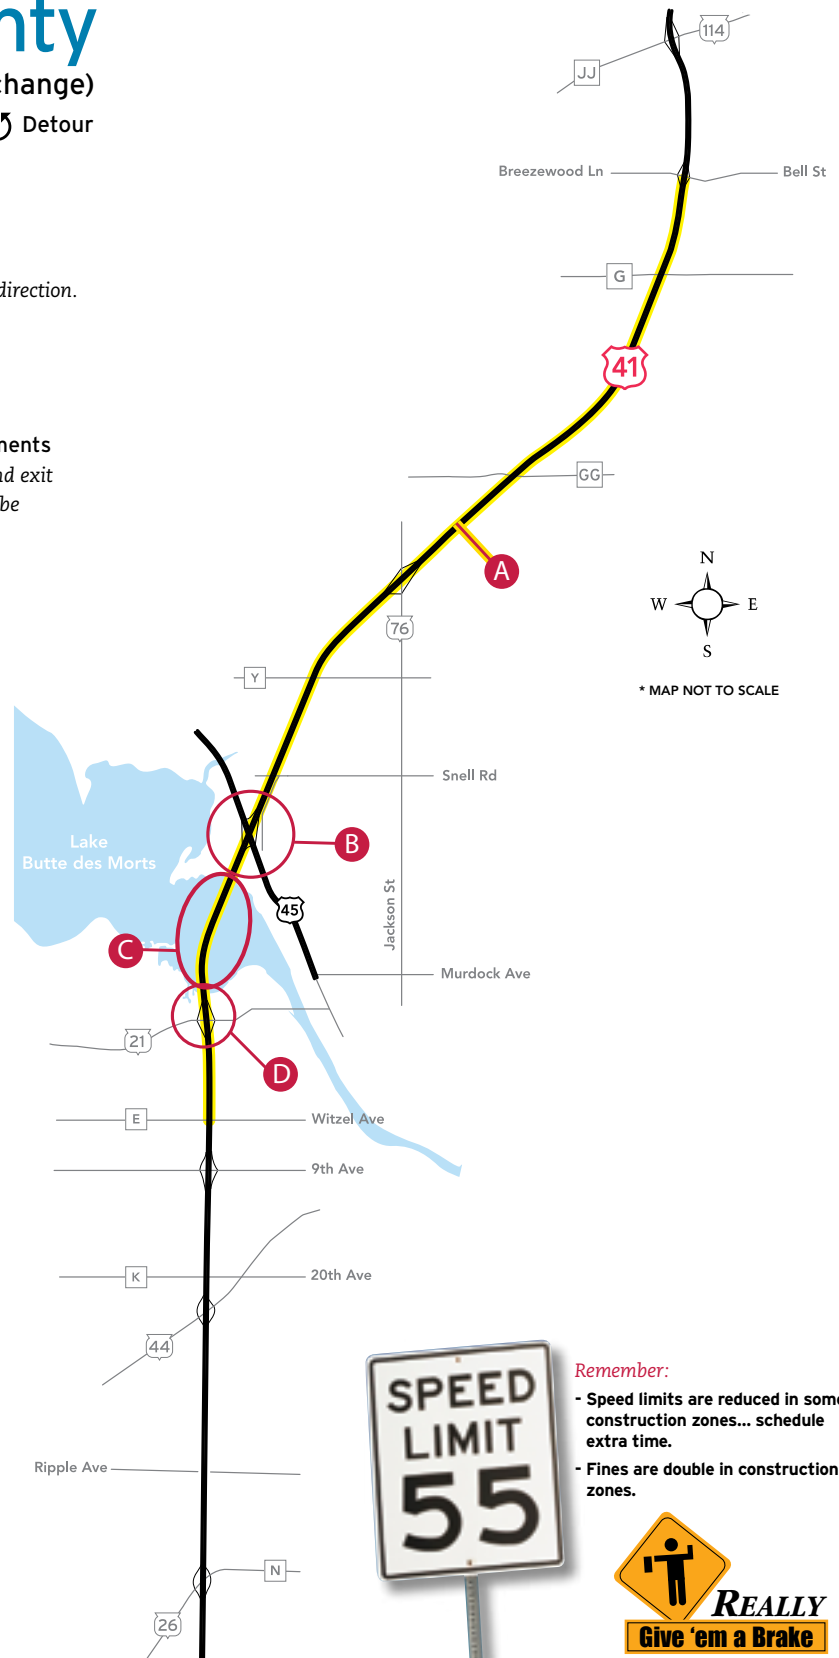 nty
change)
Detour
direction.
nents
nd exit
be
114
JJ
Breezewood Ln
Bell St
G
41
GG
A
N
W E
S
76
* MAP NOT TO SCALE
Y
Snell Rd
Lake
Butte des Morts
B
45
Jackson St
C
Murdock Ave
21
D
E
Witzel Ave
9th Ave
K
20th Ave
44
SPEED
LIMIT
55
Remember:
- Speed limits are reduced in some
construction zones... schedule
extra time.
- Fines are double in construction
zones.
Ripple Ave
N
26
REALLY
Give ‘em a Brake